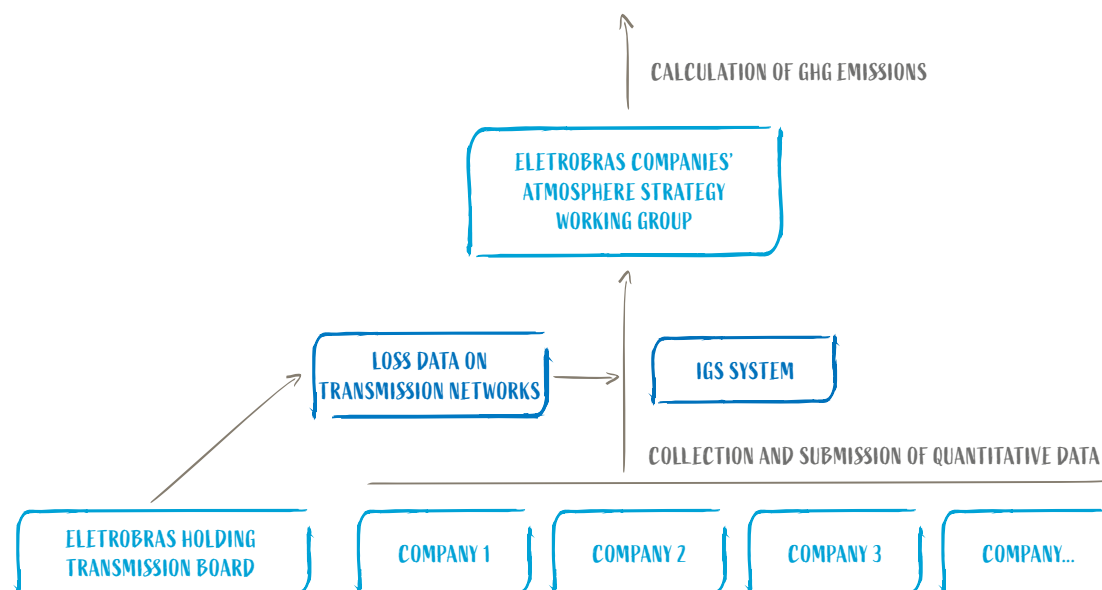 CALCULATION OF GHG EMISSIONS
ELETROBRAS COMPANIES'
ATMOSPHERE STRATEGY
WORKING GROUP
LOSS DATA ON
TRANSMISSION NETWORKS
IGS SYSTEM
COLLECTION AND SUBMISSION OF QUANTITATIVE DATA
ELETROBRAS HOLDING
TRANSMISSION BOARD
COMPANY 1
COMPANY 2
COMPANY 3
COMPANY...